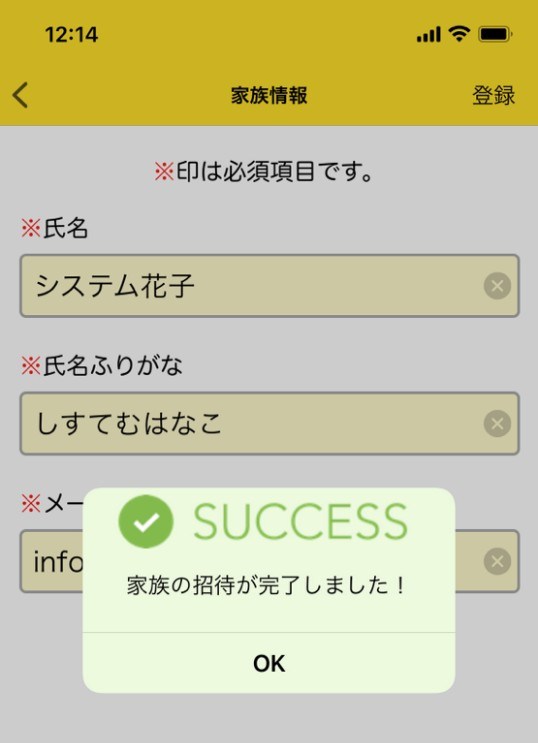 12:14
家族情報
登録
※印は必須項目です。
※氏名
システム花子
※氏名ふりがな
しすてむはなこ
※メー
info
SUCCESS
家族の招待が完了しました！
OK